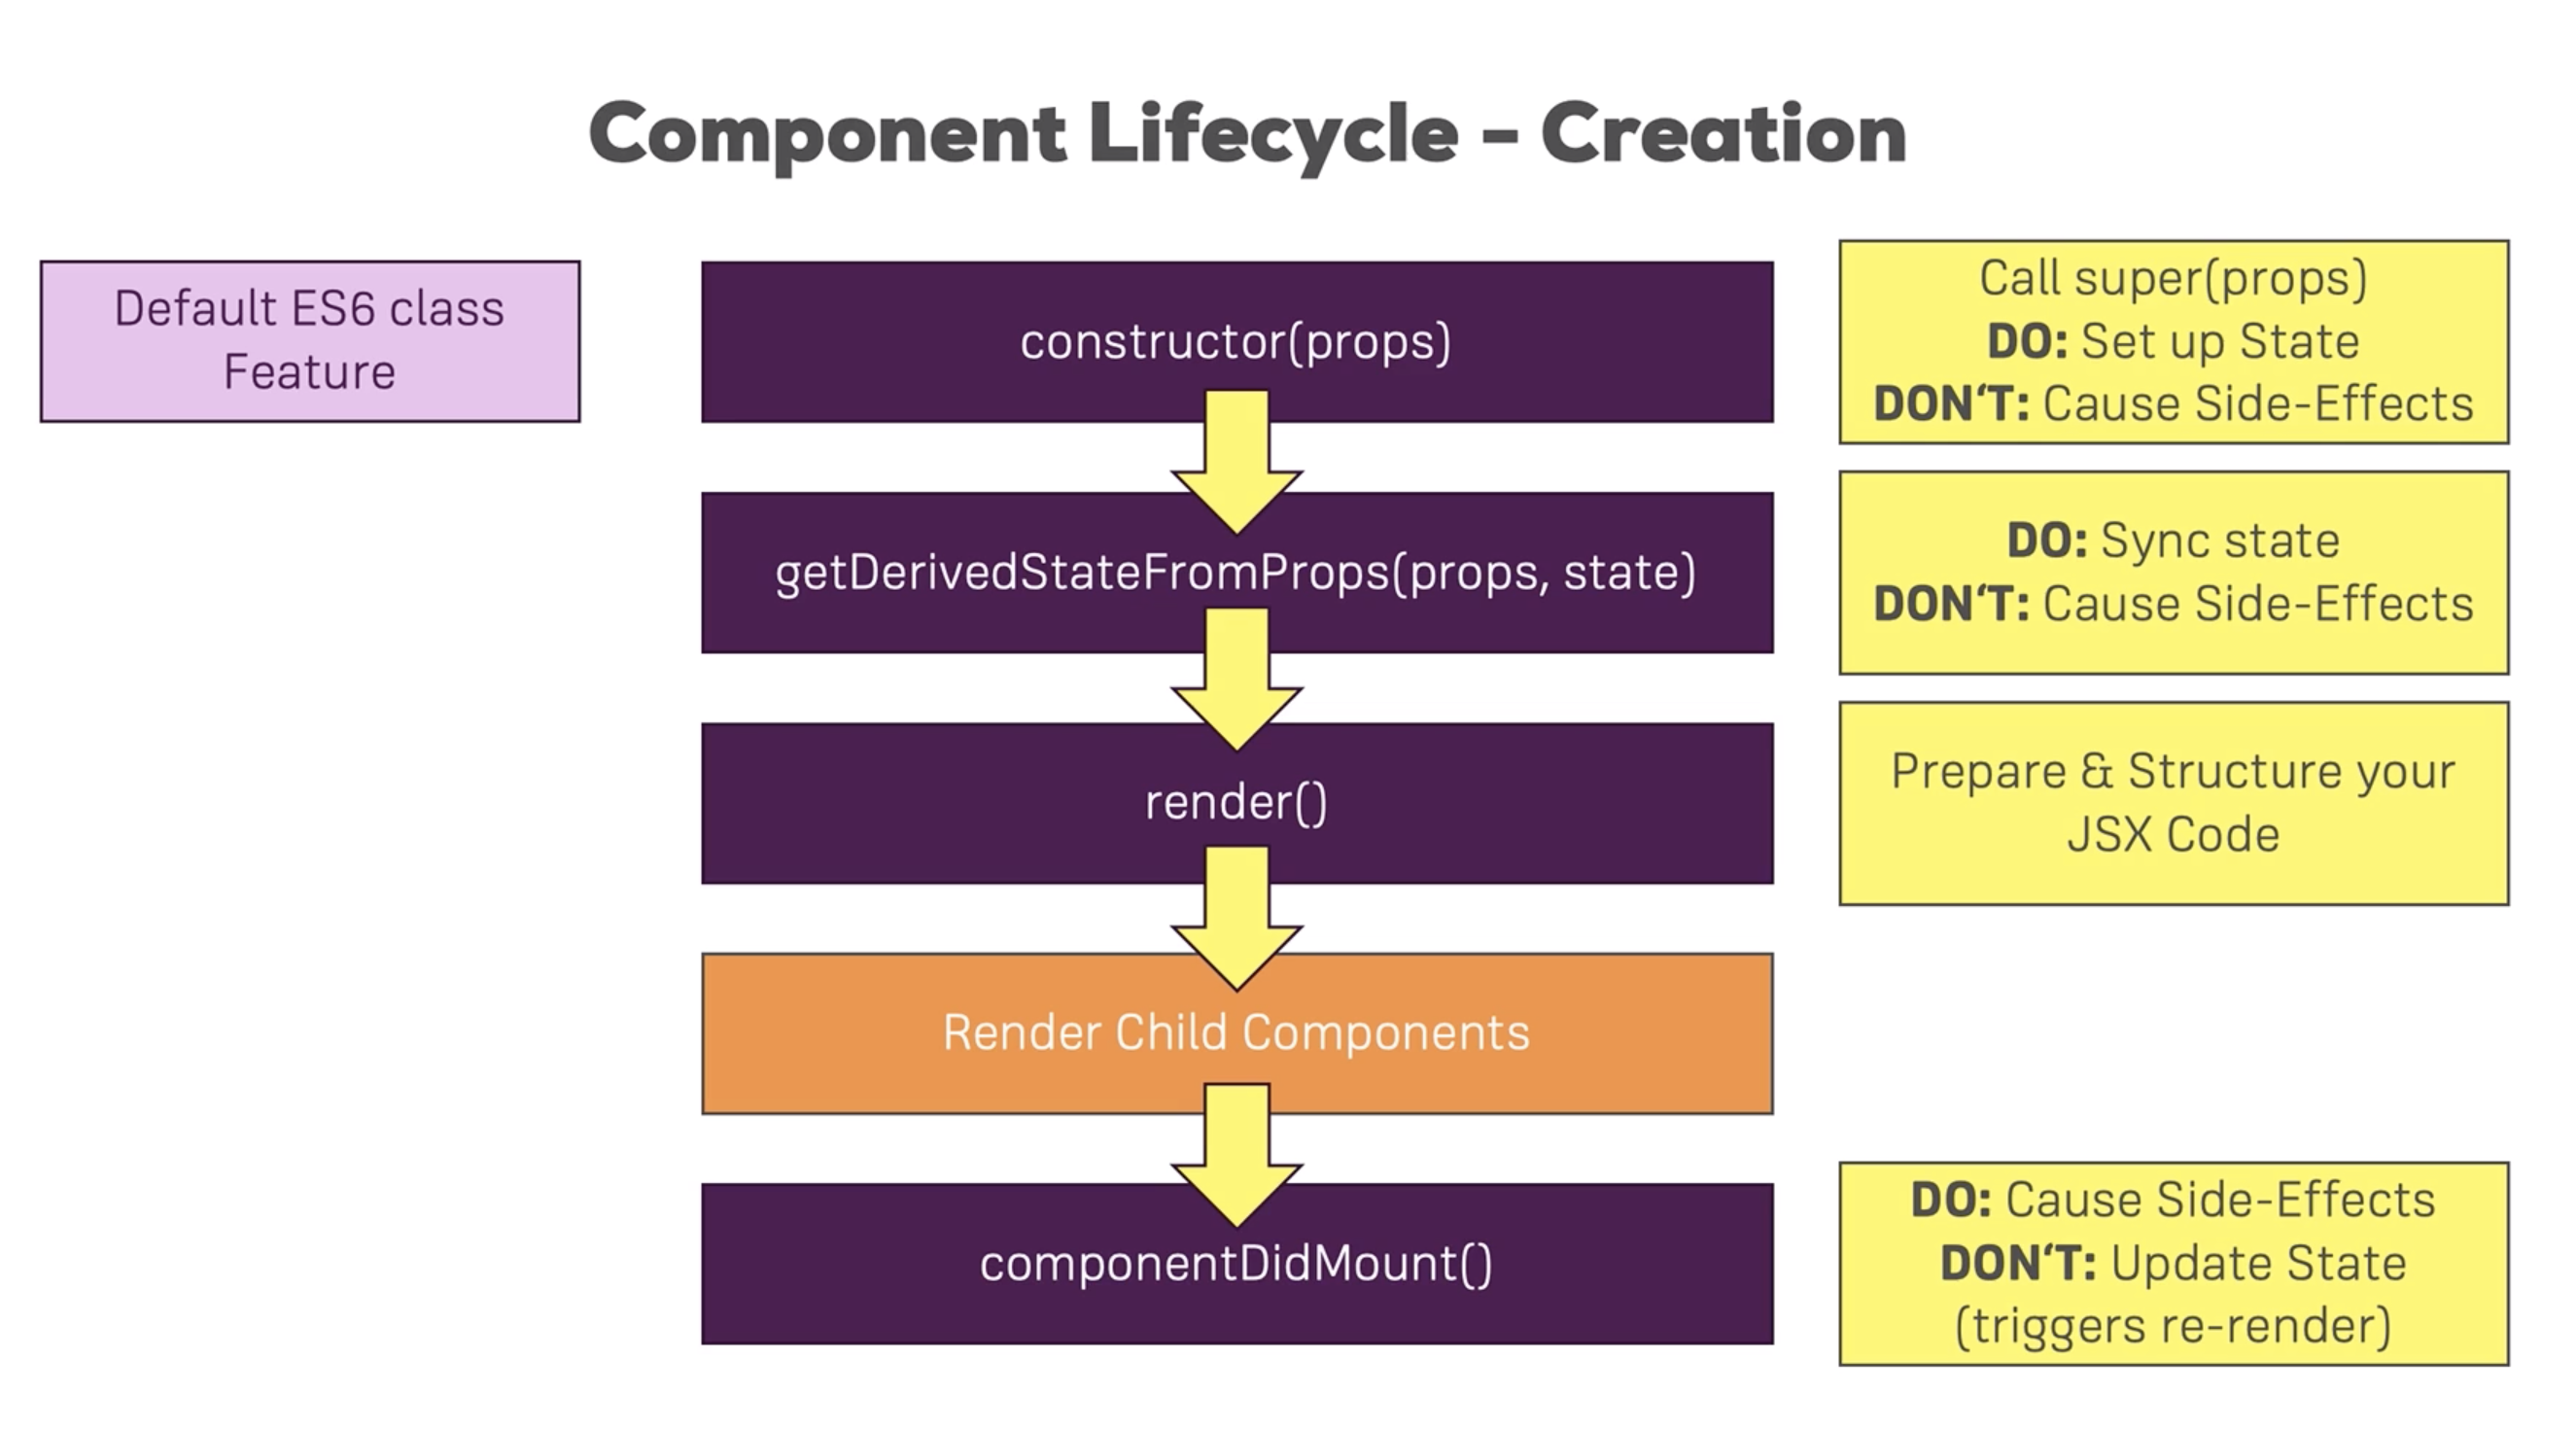 Component Lifecycle - Creation
Default ES6 class
Feature
constructor(props)
Call super(props)
DO: Set up State
DON‘T: Cause Side-Effects
getDerivedStateFromProps(props, state)
DO: Sync state
DON‘T: Cause Side-Effects
render()
Prepare & Structure your
JSX Code
Render Child Components
componentDidMount()
DO: Cause Side-Effects
DON‘T: Update State
(triggers re-render)